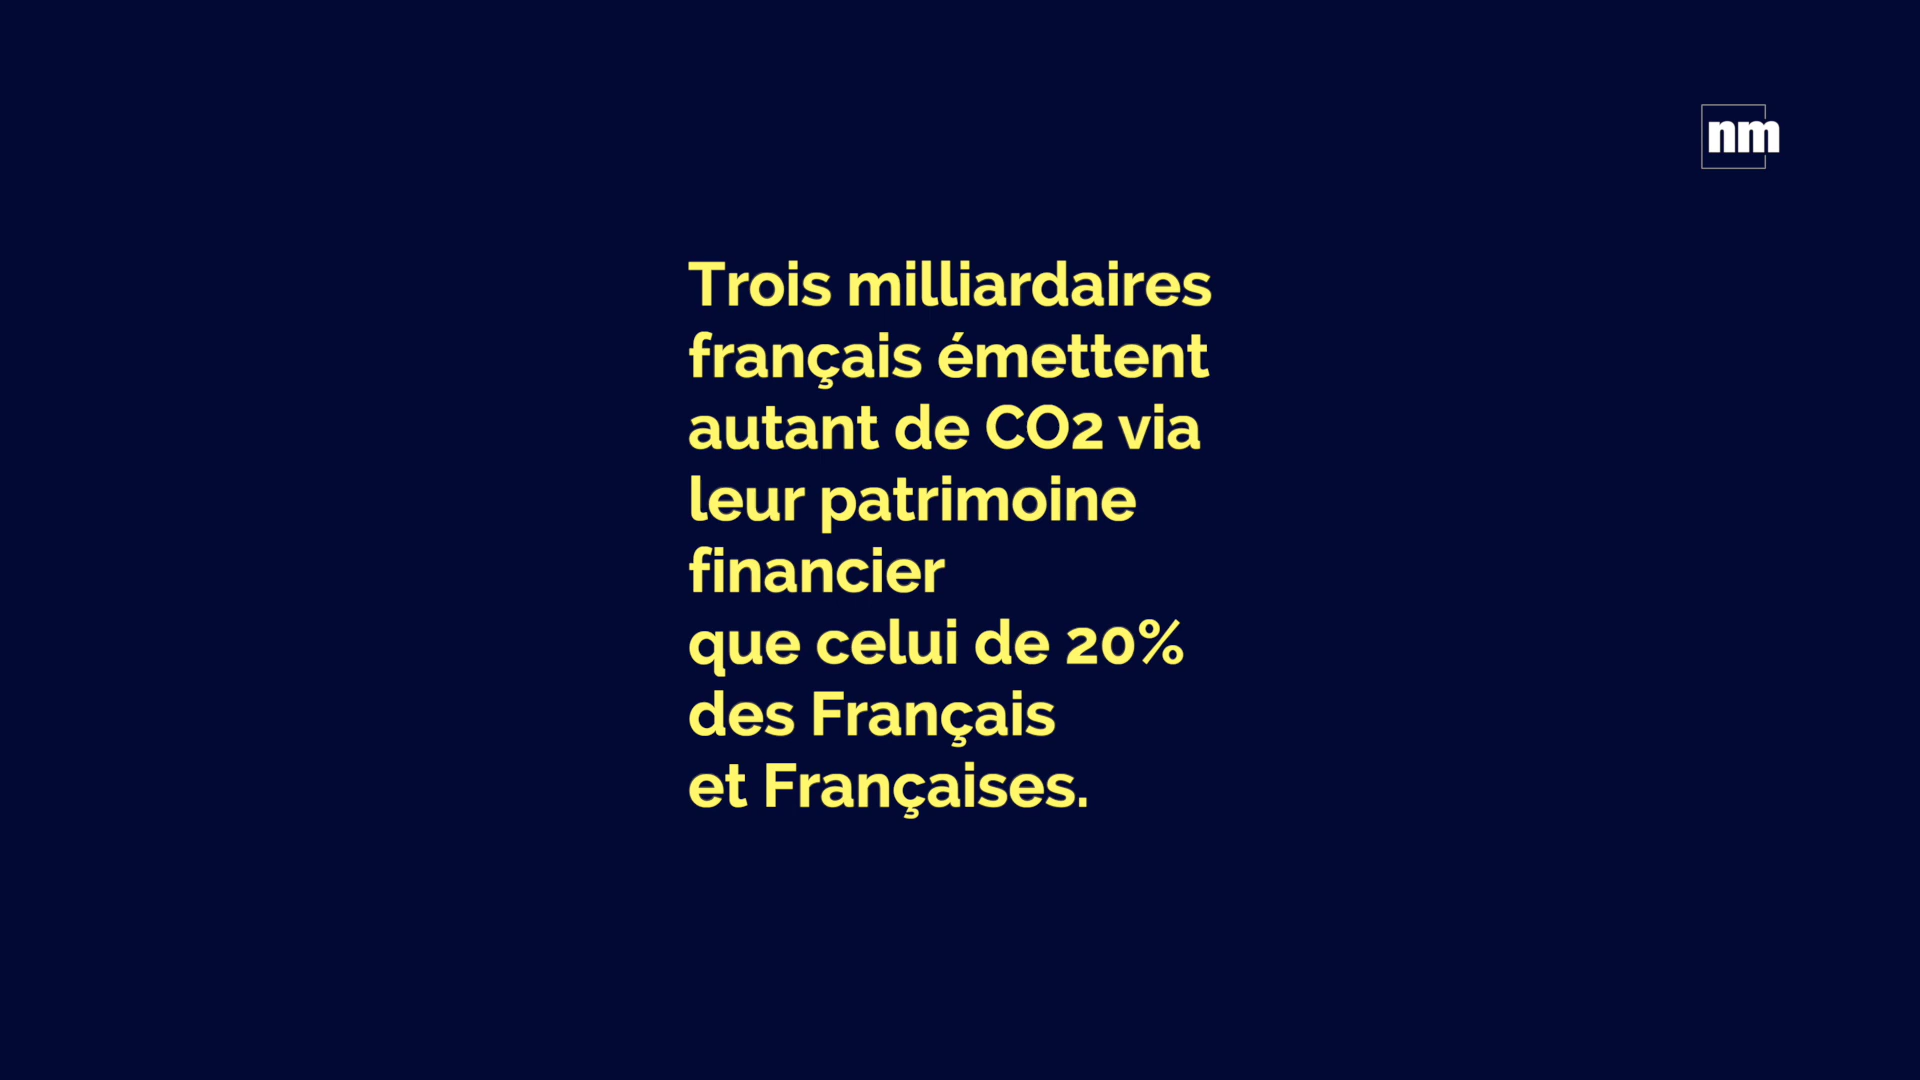 nm
Trois milliardaires
français émettent
autant de CO2 via
leur patrimoine
financier
que celui de 20%
des Français
et Françaises.